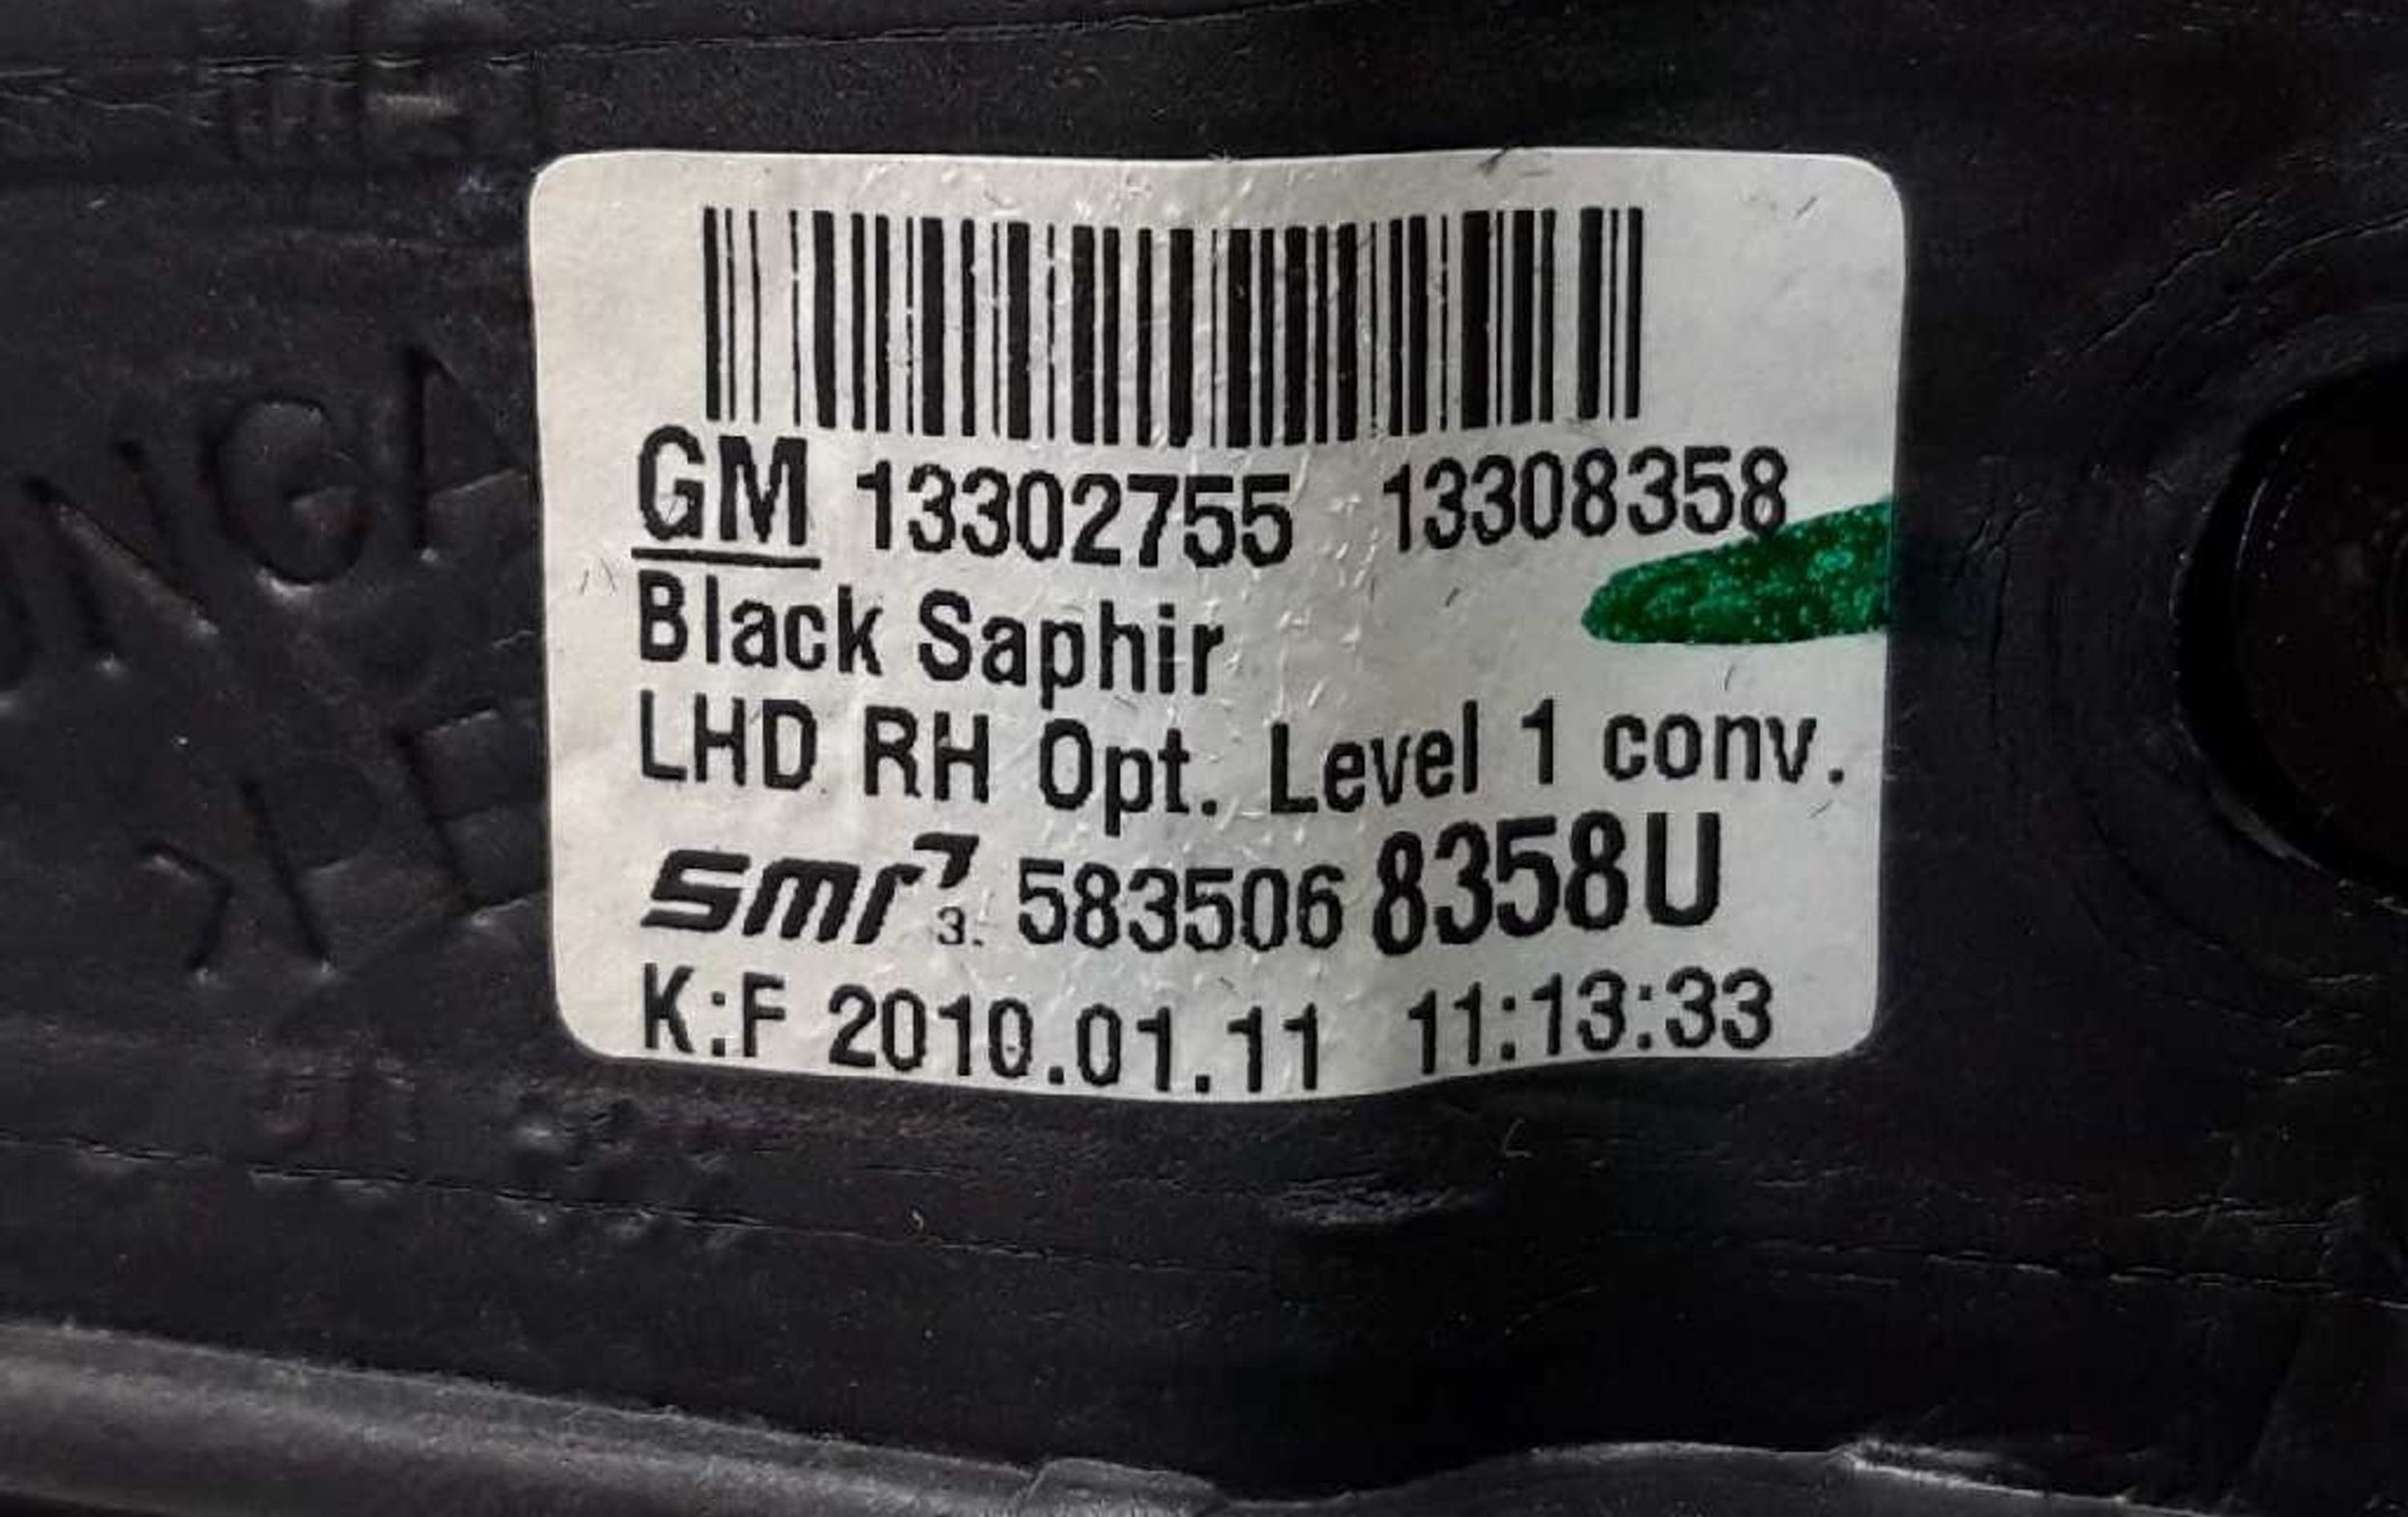 GM 13302755 13308358
Black Saphir
LHD RH Opt. Level 1 conv.
smr 3. 583506 8358U
K:F 2010.01.11 11:13:33